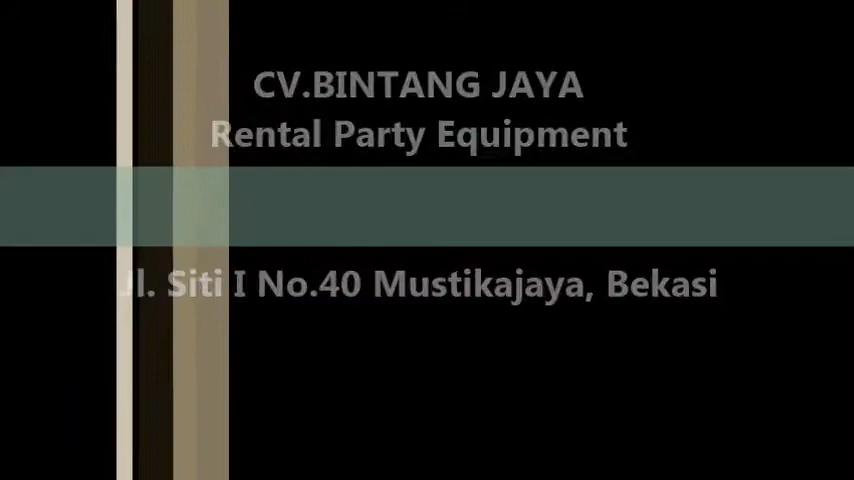 CV.BINTANG JAYA
Rental Party Equipment
Jl. Siti I No.40 Mustikajaya, Bekasi